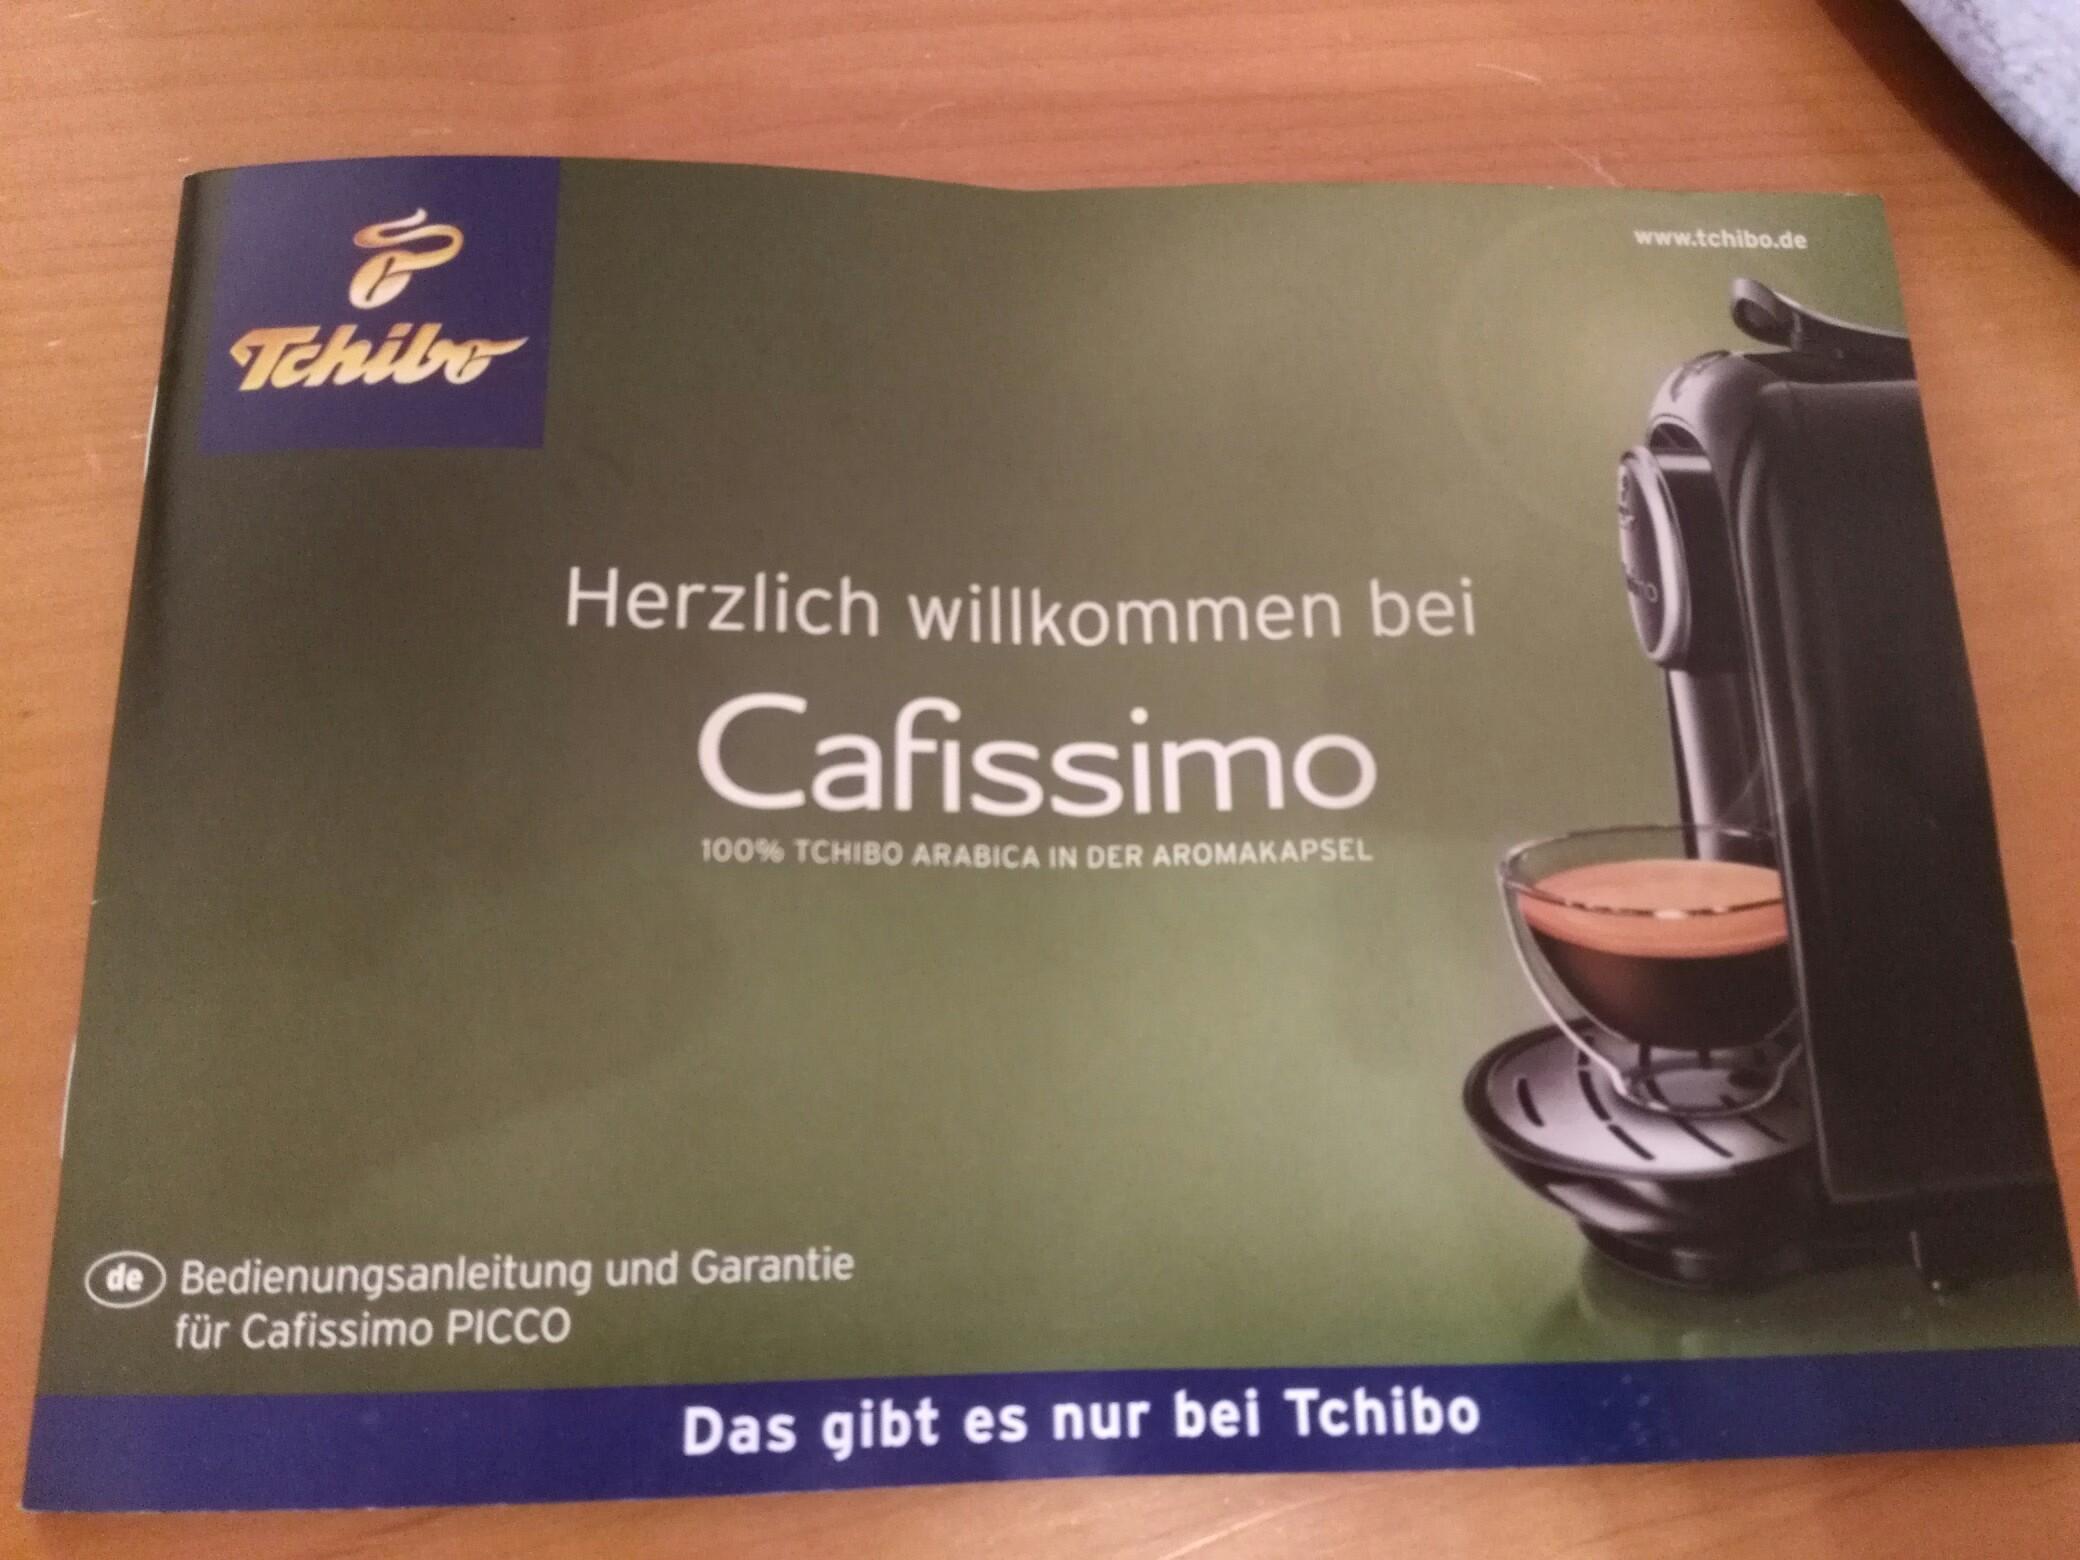 Tchibo
www.tchibo.de
Herzlich willkommen bei
Cafissimo
100% TCHIBO ARABICA IN DER AROMAKAPSEL
de Bedienungsanleitung und Garantie
für Cafissimo PICCO
Das gibt es nur bei Tchibo